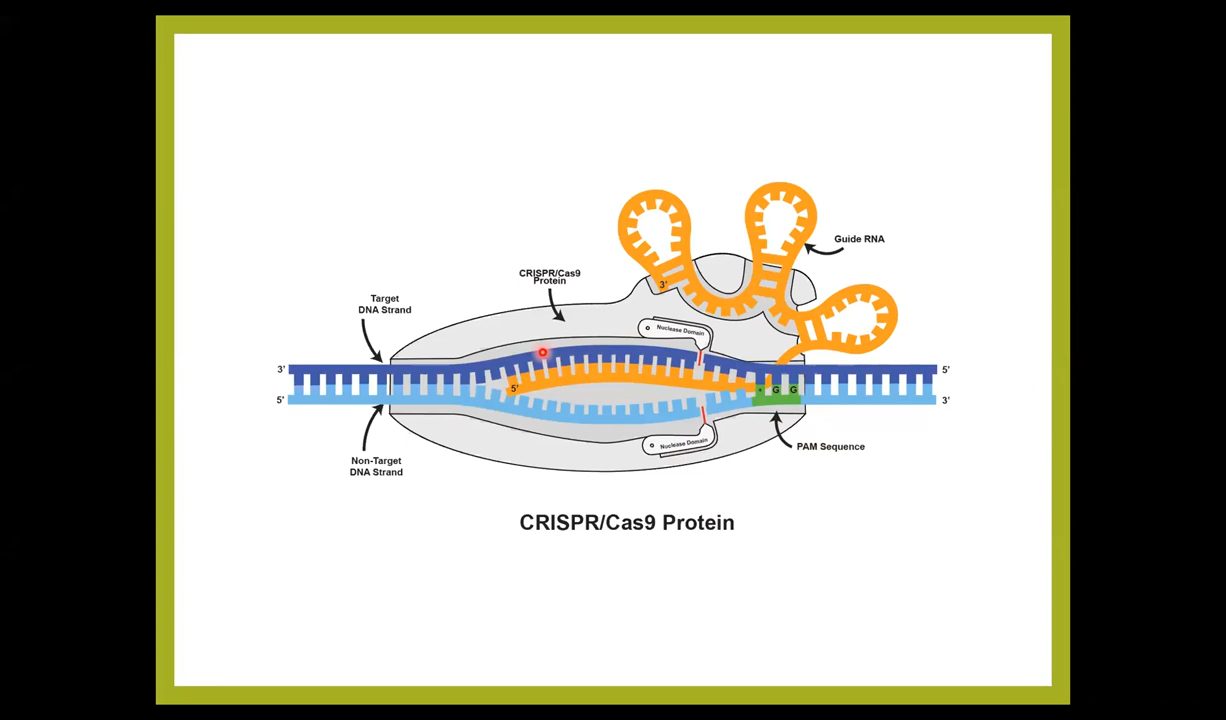 Guide RNA
CRISPR/Cas9
Protein
3'
Target
DNA Strand
Nuclease Domain
3'
5'
5'
G G
5'
3'
Nuclease Domain
PAM Sequence
Non-Target
DNA Strand
CRISPR/Cas9 Protein